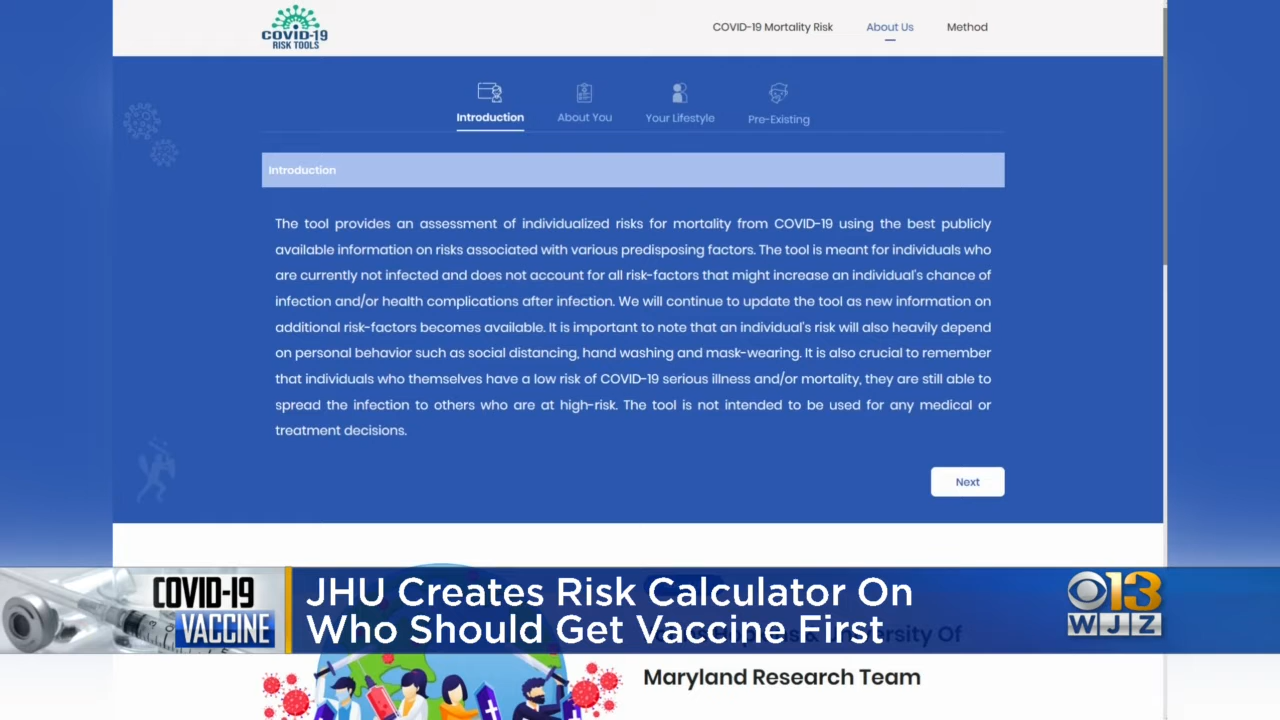 COVID-19
RISK TOOLS
COVID-19 Mortality Risk
About Us
Method
Introduction
About You
Your Lifestyle
Pre-Existing
Introduction
The tool provides an assessment of individualized risks for mortality from COVID-19 using the best publicly
available information on risks associated with various predisposing factors. The tool is meant for individuals who
are currently not infected and does not account for all risk-factors that might increase an individual's chance of
infection and/or health complications after infection. We will continue to update the tool as new information on
additional risk-factors becomes available. It is important to note that an individual's risk will also heavily depend
on personal behavior such as social distancing, hand washing and mask-wearing. It is also crucial to remember
that individuals who themselves have a low risk of COVID-19 serious illness and/or mortality, they are still able to
spread the infection to others who are at high-risk. The tool is not intended to be used for any medical or
treatment decisions.
Next
COVID-19
VACCINE
JHU Creates Risk Calculator On
Who Should Get Vaccine First
13
WJZ
University Of
Maryland Research Team